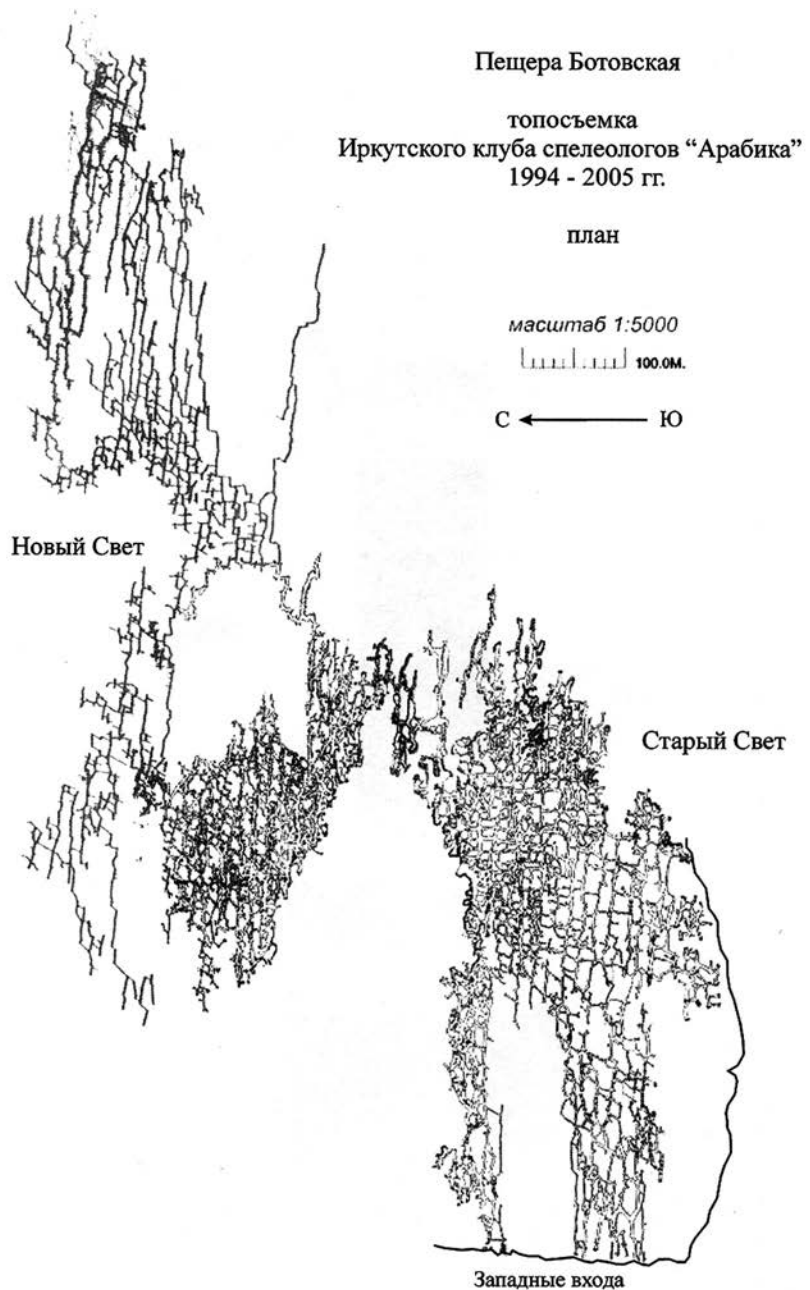 Пещера Ботовская
топосъемка
Иркутского клуба спелеологов “Арабика”
1994 - 2005 гг.
план
масштаб 1:5000
100.0М.
С Ю
Новый Свет
Старый Свет
Западные входа